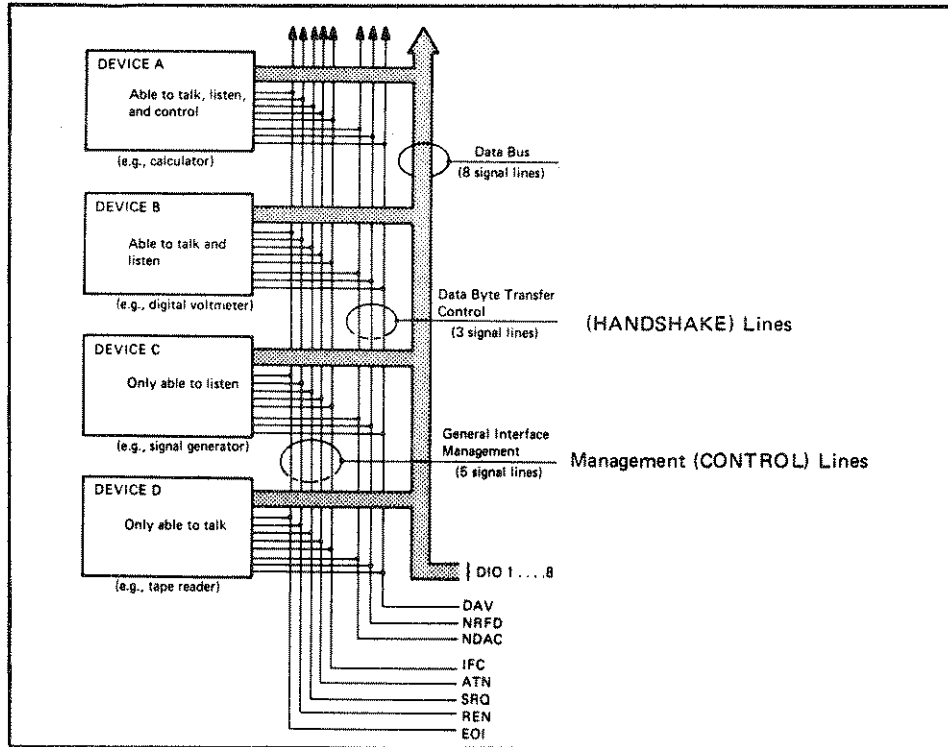 DEVICE A
Able to talk, listen,
and control
(e.g., calculator)
Data Bus
(8 signal lines)
DEVICE B
Able to talk and
listen
(e.g., digital voltmeter)
Data Byte Transfer
Control
(3 signal lines)
(HANDSHAKE) Lines
DEVICE C
Only able to listen
(e.g., signal generator)
General Interface
Management
(5 signal lines)
Management (CONTROL) Lines
DEVICE D
Only able to talk
(e.g., tape reader)
DIO 1 . . . . 8
DAV
NRFD
NDAC
IFC
ATN
SRQ
REN
EOI